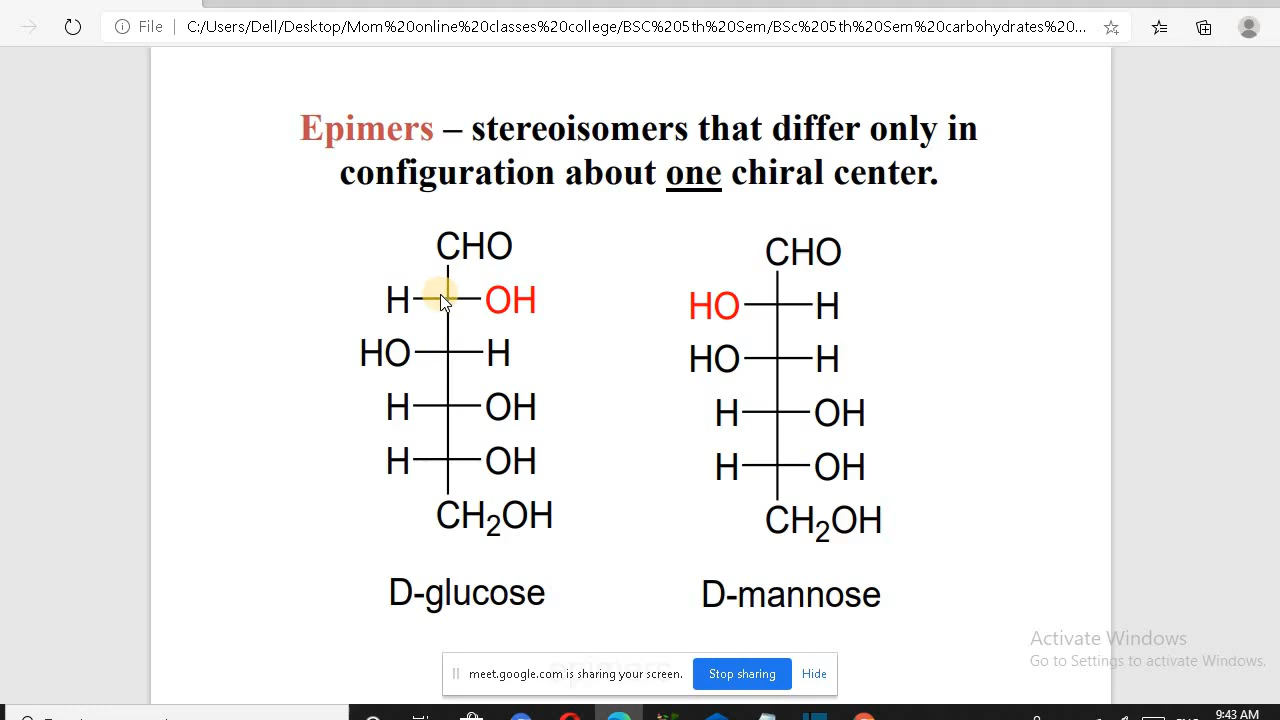 File
C:/Users/Dell/Desktop/Mom%20online%20classes%20college/BSC%205th%20Sem/BSc%205th%20Sem%20carbohydrates%20...
Epimers – stereoisomers that differ only in
configuration about one chiral center.
CHO
H OH
HO H
H OH
H OH
CH₂OH
D-glucose
CHO
HO H
HO H
H OH
H OH
CH₂OH
D-mannose
Activate Windows
Go to Settings to activate Windows.
meet.google.com is sharing your screen.
Stop sharing
Hide
9:43 AM